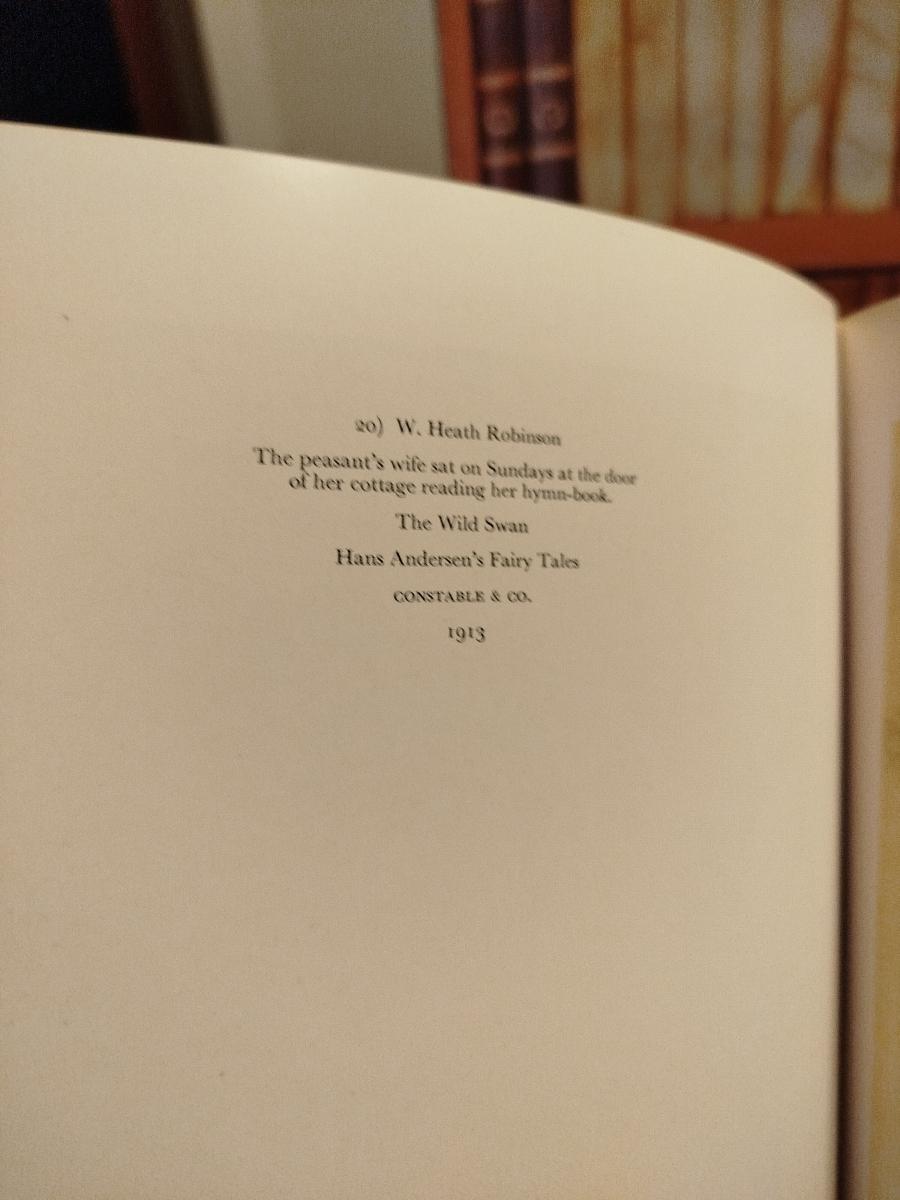 20) W. Heath Robinson
The peasant's wife sat on Sundays at the door
of her cottage reading her hymn-book.
The Wild Swan
Hans Andersen's Fairy Tales
CONSTABLE & CO.
1913